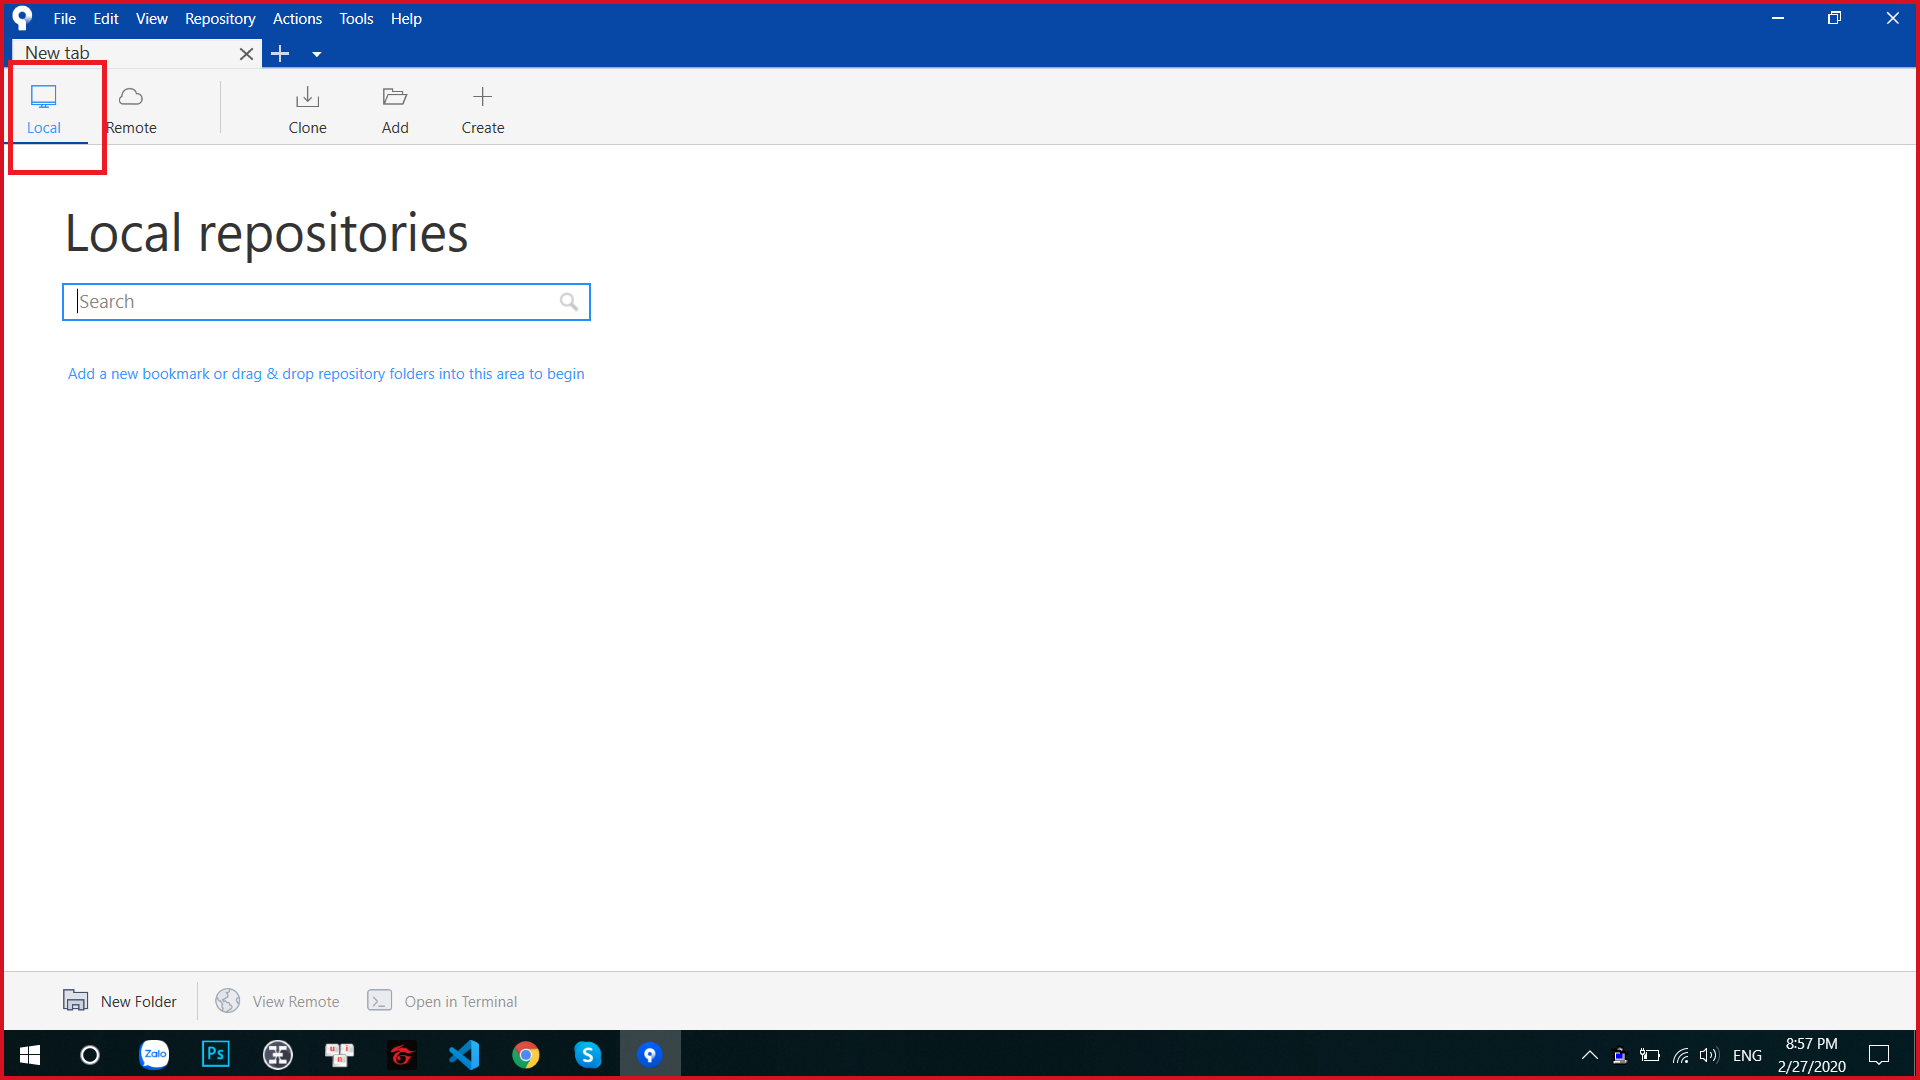 File Edit View Repository Actions Tools Help
New tab
Local Remote Clone Add Create
Local repositories
Search
Add a new bookmark or drag & drop repository folders into this area to begin
New Folder View Remote Open in Terminal
Zalo Ps u i n S ENG 8:57 PM
2/27/2020